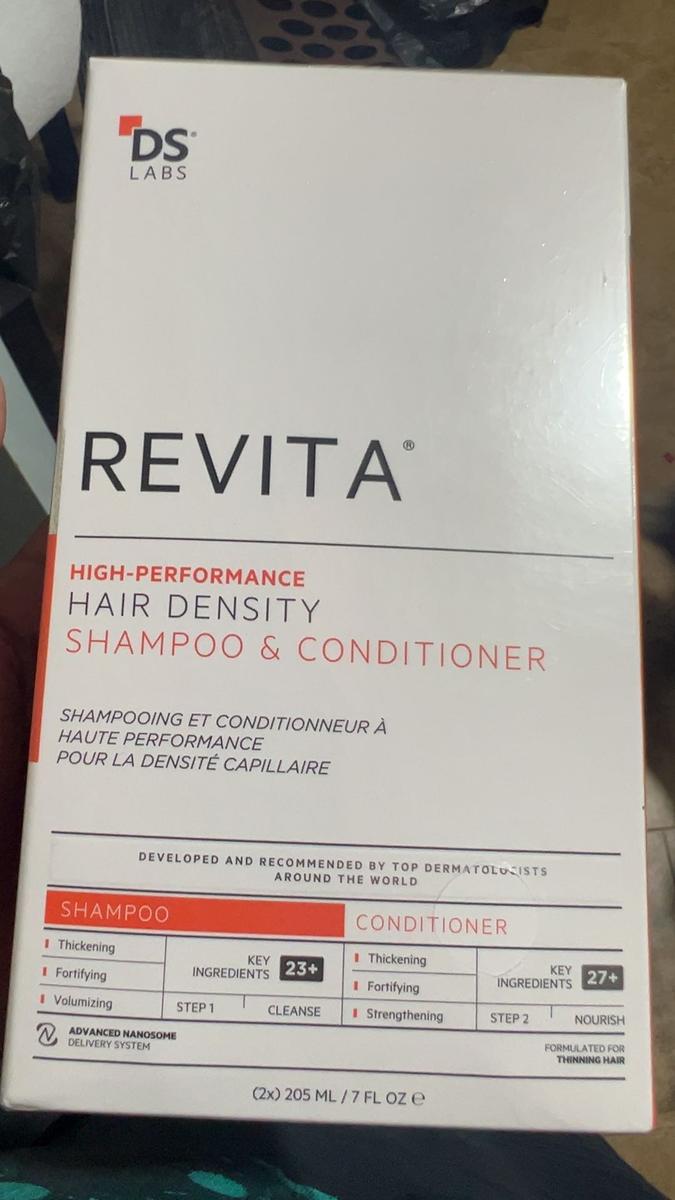 DS®
LABS
REVITA®
HIGH-PERFORMANCE
HAIR DENSITY
SHAMPOO & CONDITIONER
SHAMPOOING ET CONDITIONNEUR À
HAUTE PERFORMANCE
POUR LA DENSITÉ CAPILLAIRE
DEVELOPED AND RECOMMENDED BY TOP DERMATOLOGISTS
AROUND THE WORLD
SHAMPOO
Thickening
Fortifying
Volumizing
KEY
INGREDIENTS 23+
STEP 1 CLEANSE
CONDITIONER
Thickening
Fortifying
Strengthening
KEY
INGREDIENTS 27+
STEP 2 NOURISH
ADVANCED NANOSOME
DELIVERY SYSTEM
FORMULATED FOR
THINNING HAIR
(2x) 205 ML / 7 FL OZ ℮